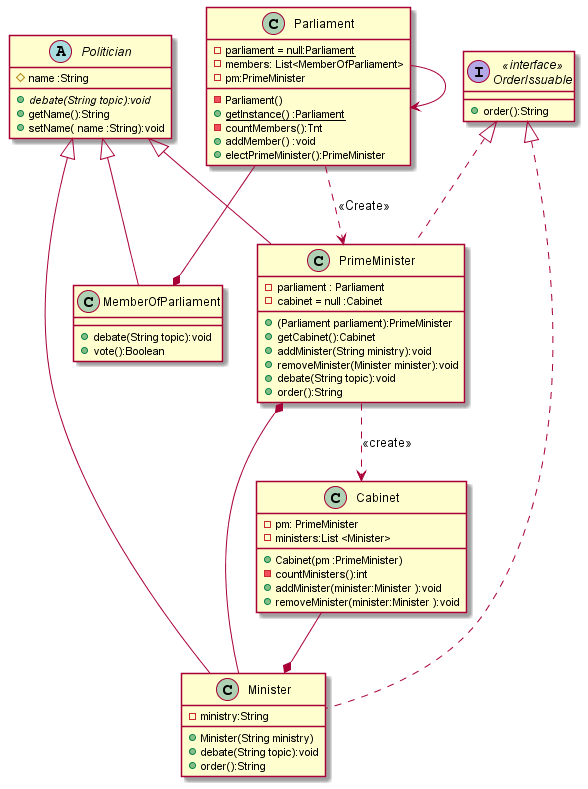 A Politician
name :String
debate(String topic):void
getName():String
setName( name :String):void
C Parliament
parliament = null:Parliament
members: List<MemberOfParliament>
pm:PrimeMinister
Parliament()
getInstance() :Parliament
countMembers():Tnt
addMember() :void
electPrimeMinister():PrimeMinister
I «interface»
OrderIssuable
order():String
«Create»
C MemberOfParliament
debate(String topic):void
vote():Boolean
C PrimeMinister
parliament : Parliament
cabinet = null :Cabinet
(Parliament parliament):PrimeMinister
getCabinet():Cabinet
addMinister(String ministry):void
removeMinister(Minister minister):void
debate(String topic):void
order():String
«create»
C Cabinet
pm: PrimeMinister
ministers:List <Minister>
Cabinet(pm :PrimeMinister)
countMinisters():int
addMinister(minister:Minister ):void
removeMinister(minister:Minister ):void
C Minister
ministry:String
Minister(String ministry)
debate(String topic):void
order():String